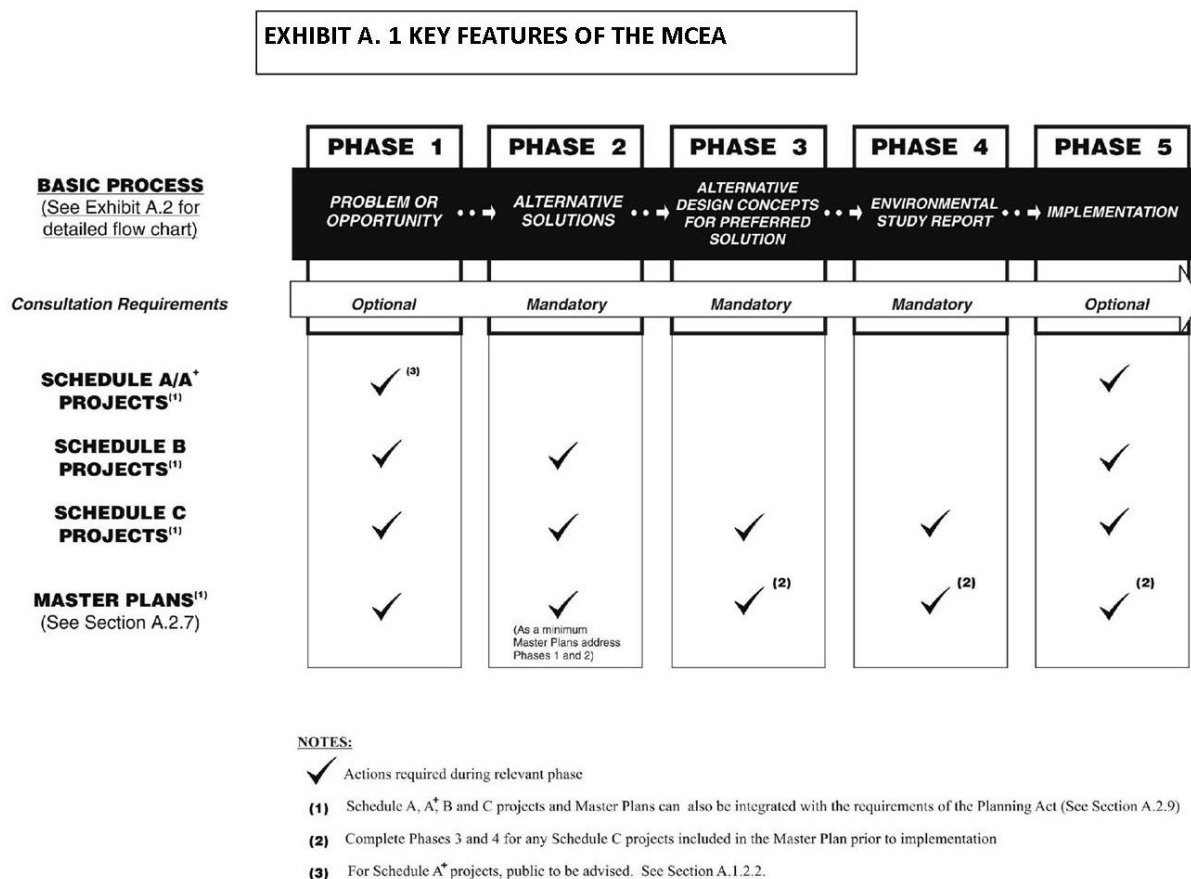 EXHIBIT A. 1 KEY FEATURES OF THE MCEA
PHASE 1
PHASE 2
PHASE 3
PHASE 4
PHASE 5
BASIC PROCESS
(See Exhibit A.2 for
detailed flow chart)
PROBLEM OR
OPPORTUNITY
ALTERNATIVE
SOLUTIONS
ALTERNATIVE
DESIGN CONCEPTS
FOR PREFERRED
SOLUTION
ENVIRONMENTAL
STUDY REPORT
IMPLEMENTATION
Consultation Requirements
Optional
Mandatory
Mandatory
Mandatory
Optional
SCHEDULE A/A+
PROJECTS(1)
(3)
SCHEDULE B
PROJECTS(1)
SCHEDULE C
PROJECTS(1)
MASTER PLANS(1)
(See Section A.2.7)
(As a minimum
Master Plans address
Phases 1 and 2)
(2)
(2)
(2)
NOTES:
Actions required during relevant phase
(1) Schedule A, A+, B and C projects and Master Plans can also be integrated with the requirements of the Planning Act (See Section A.2.9)
(2) Complete Phases 3 and 4 for any Schedule C projects included in the Master Plan prior to implementation
(3) For Schedule A+ projects, public to be advised. See Section A.1.2.2.